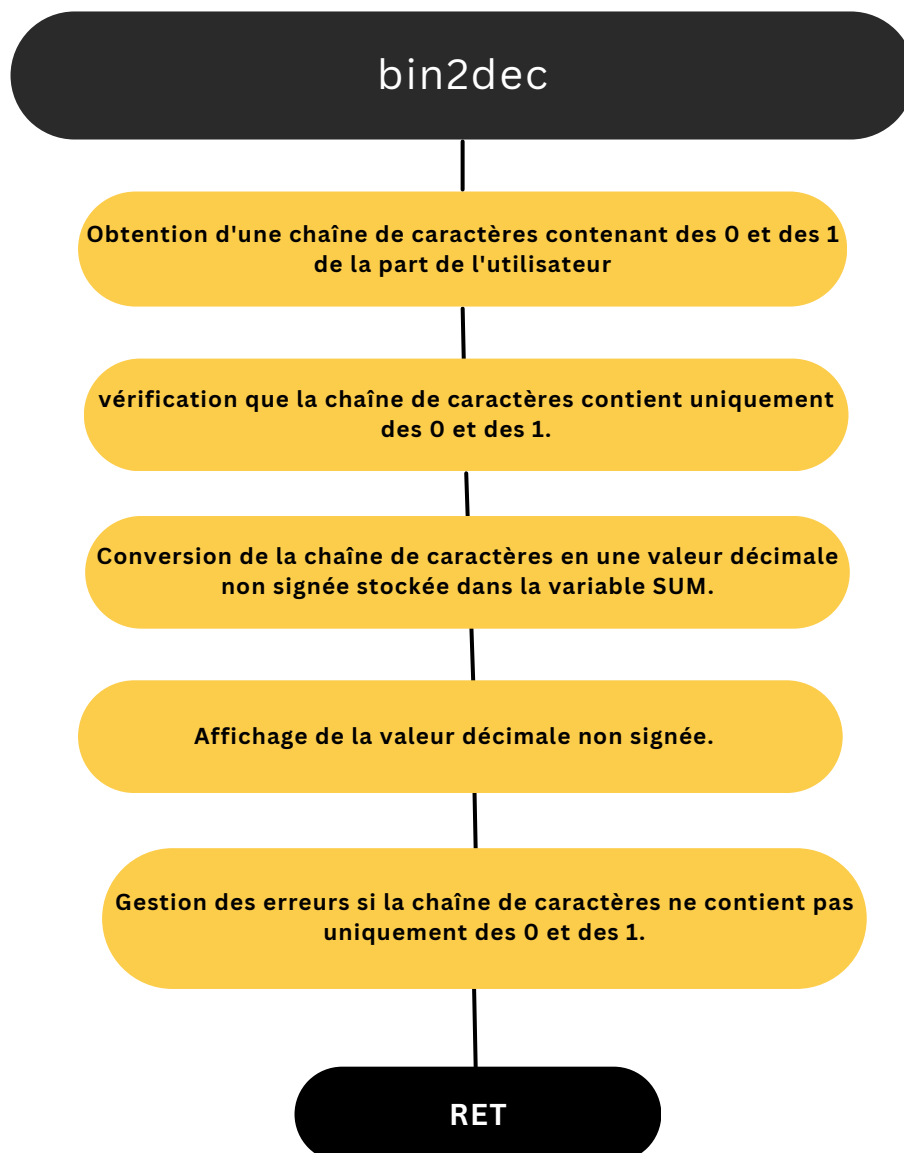 bin2dec
Obtention d'une chaîne de caractères contenant des 0 et des 1
de la part de l'utilisateur
vérification que la chaîne de caractères contient uniquement
des 0 et des 1.
Conversion de la chaîne de caractères en une valeur décimale
non signée stockée dans la variable SUM.
Affichage de la valeur décimale non signée.
Gestion des erreurs si la chaîne de caractères ne contient pas
uniquement des 0 et des 1.
RET